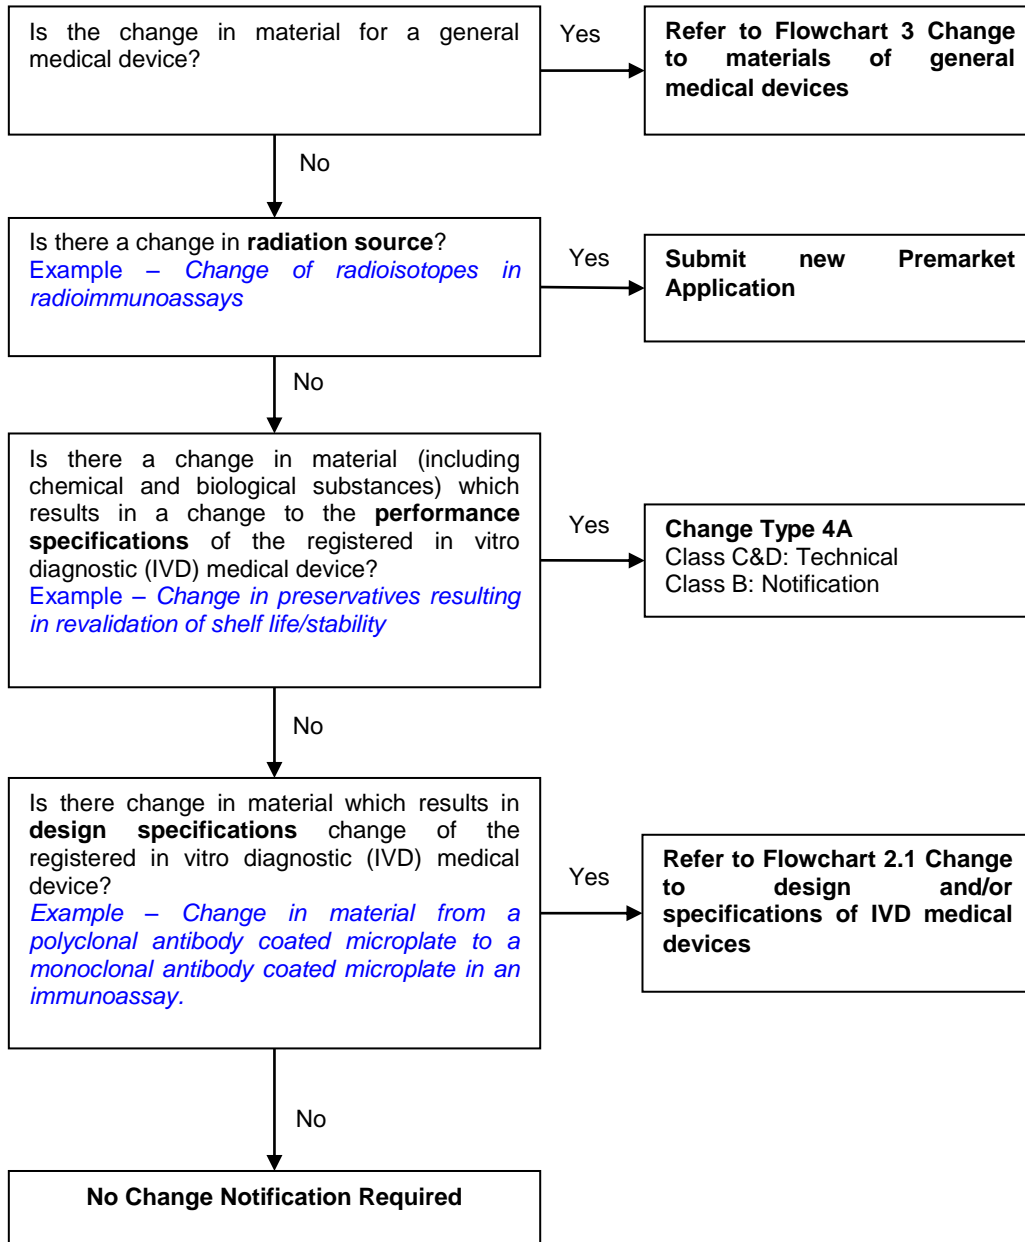 Is the change in material for a general
medical device?
Yes
Refer to Flowchart 3 Change
to materials of general
medical devices
No
Is there a change in radiation source?
Example – Change of radioisotopes in
radioimmunoassays
Yes
Submit new Premarket
Application
No
Is there a change in material (including
chemical and biological substances) which
results in a change to the performance
specifications of the registered in vitro
diagnostic (IVD) medical device?
Example – Change in preservatives resulting
in revalidation of shelf life/stability
Yes
Change Type 4A
Class C&D: Technical
Class B: Notification
No
Is there change in material which results in
design specifications change of the
registered in vitro diagnostic (IVD) medical
device?
Example – Change in material from a
polyclonal antibody coated microplate to a
monoclonal antibody coated microplate in an
immunoassay.
Yes
Refer to Flowchart 2.1 Change
to design and/or
specifications of IVD medical
devices
No
No Change Notification Required